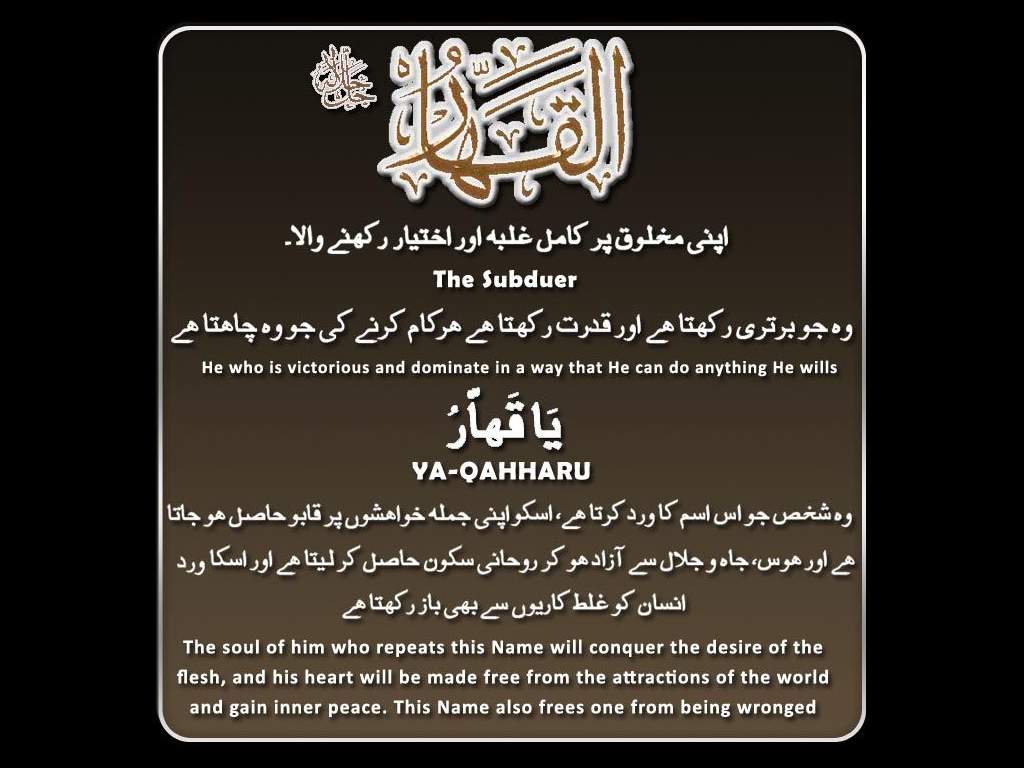 القهار
جل جلاله
اپنی مخلوق پر کامل غلبہ اور اختیار رکھنے والا۔
The Subduer
وہ جو برتری رکھتا ھے اور قدرت رکھتا ھے ھر کام کرنے کی جو وہ چاھتا ھے
He who is victorious and dominate in a way that He can do anything He wills
يَا قَهَّارُ
YA-QAHHARU
وہ شخص جو اس اسم کا ورد کرتا ھے، اسکو اپنی جملہ خواھشوں پر قابو حاصل ھو جاتا
ھے اور ھوس، جاہ و جلال سے آزاد ھو کر روحانی سکون حاصل کر لیتا ھے اور اسکا ورد
انسان کو غلط کاریوں سے بھی باز رکھتا ھے
The soul of him who repeats this Name will conquer the desire of the
flesh, and his heart will be made free from the attractions of the world
and gain inner peace. This Name also frees one from being wronged